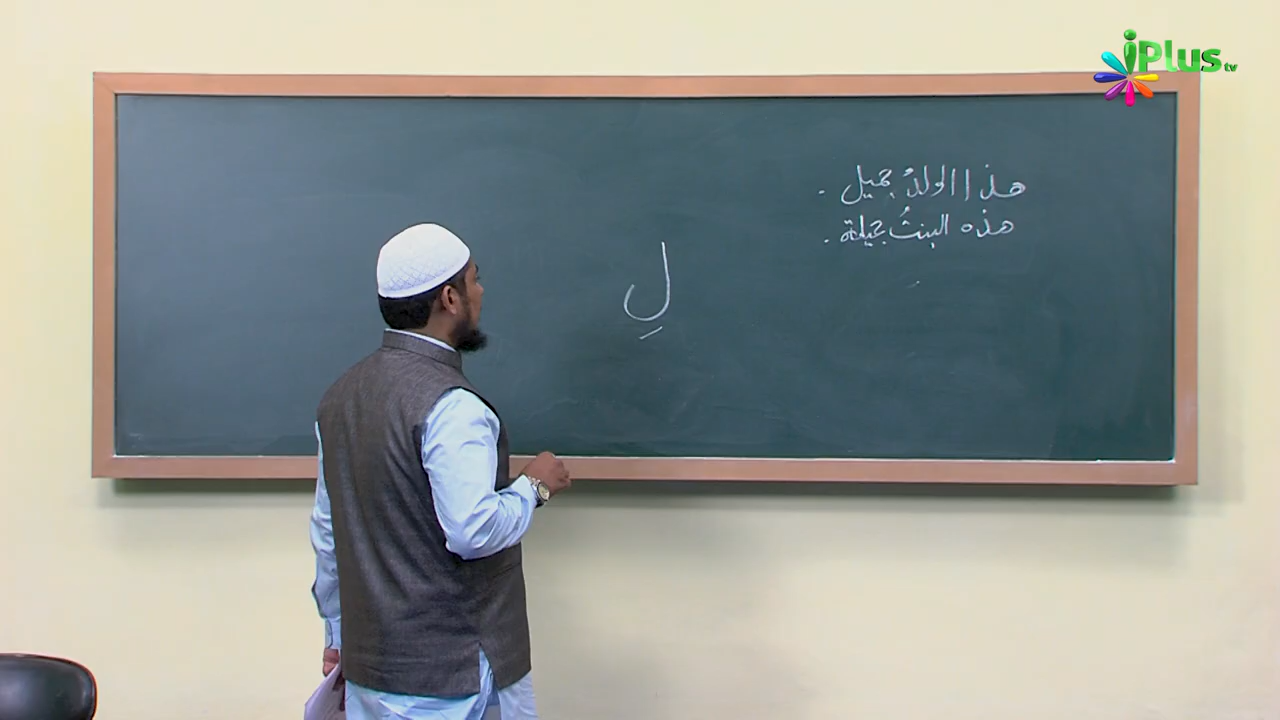 iPlus tv
هذا الولدُ جميل .
هذه البنتُ جميلة .
لِ